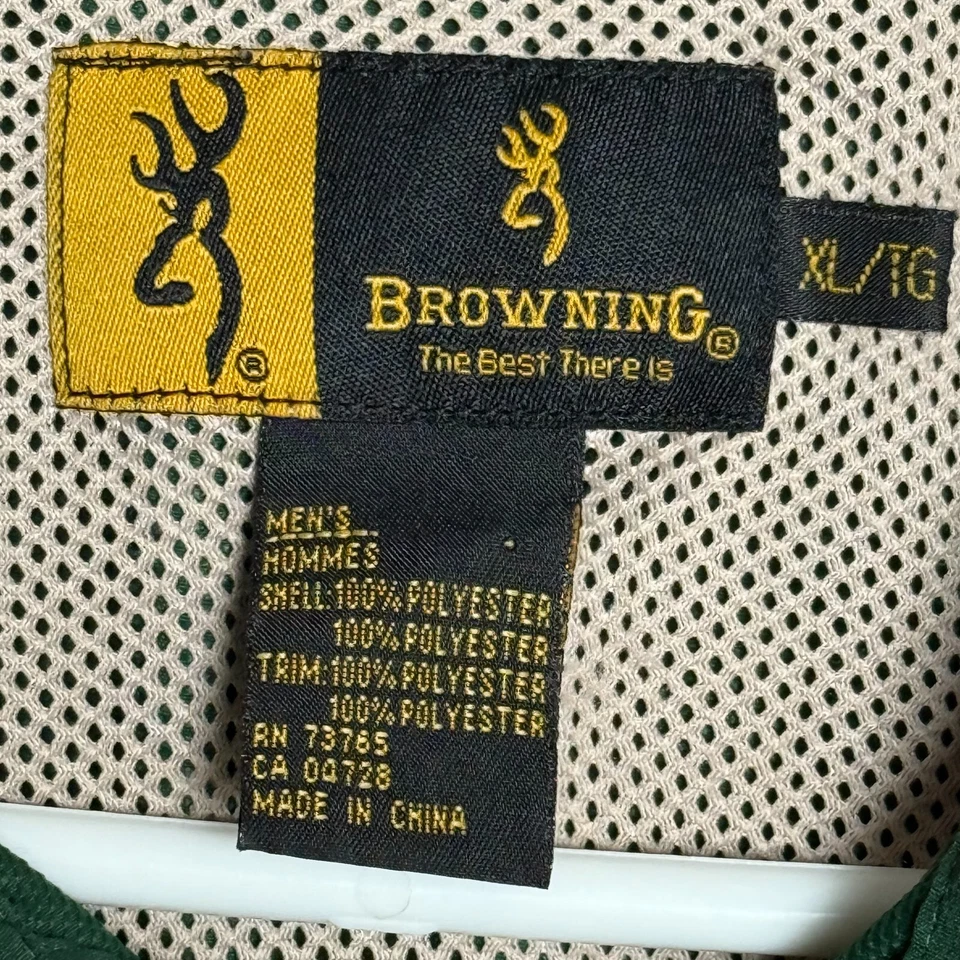 BROWNING®
The Best There Is
XL/TG
®
MEN'S
HOMMES
SHELL:100% POLYESTER
100% POLYESTER
TRIM:100% POLYESTER
100% POLYESTER
RN 73785
CA 00728
MADE IN CHINA